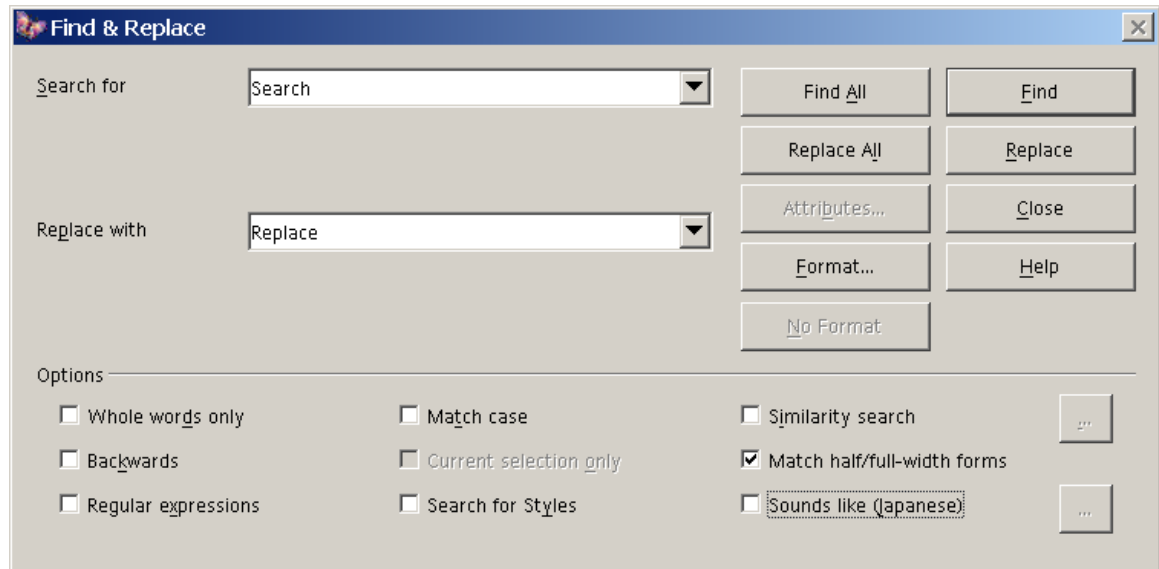 Find & Replace
Search for
Search
Find All
Find
Replace All
Replace
Attributes...
Close
Replace with
Replace
Format...
Help
No Format
Options
Whole words only
Match case
Similarity search
...
Backwards
Current selection only
Match half/full-width forms
Regular expressions
Search for Styles
Sounds like (Japanese)
...